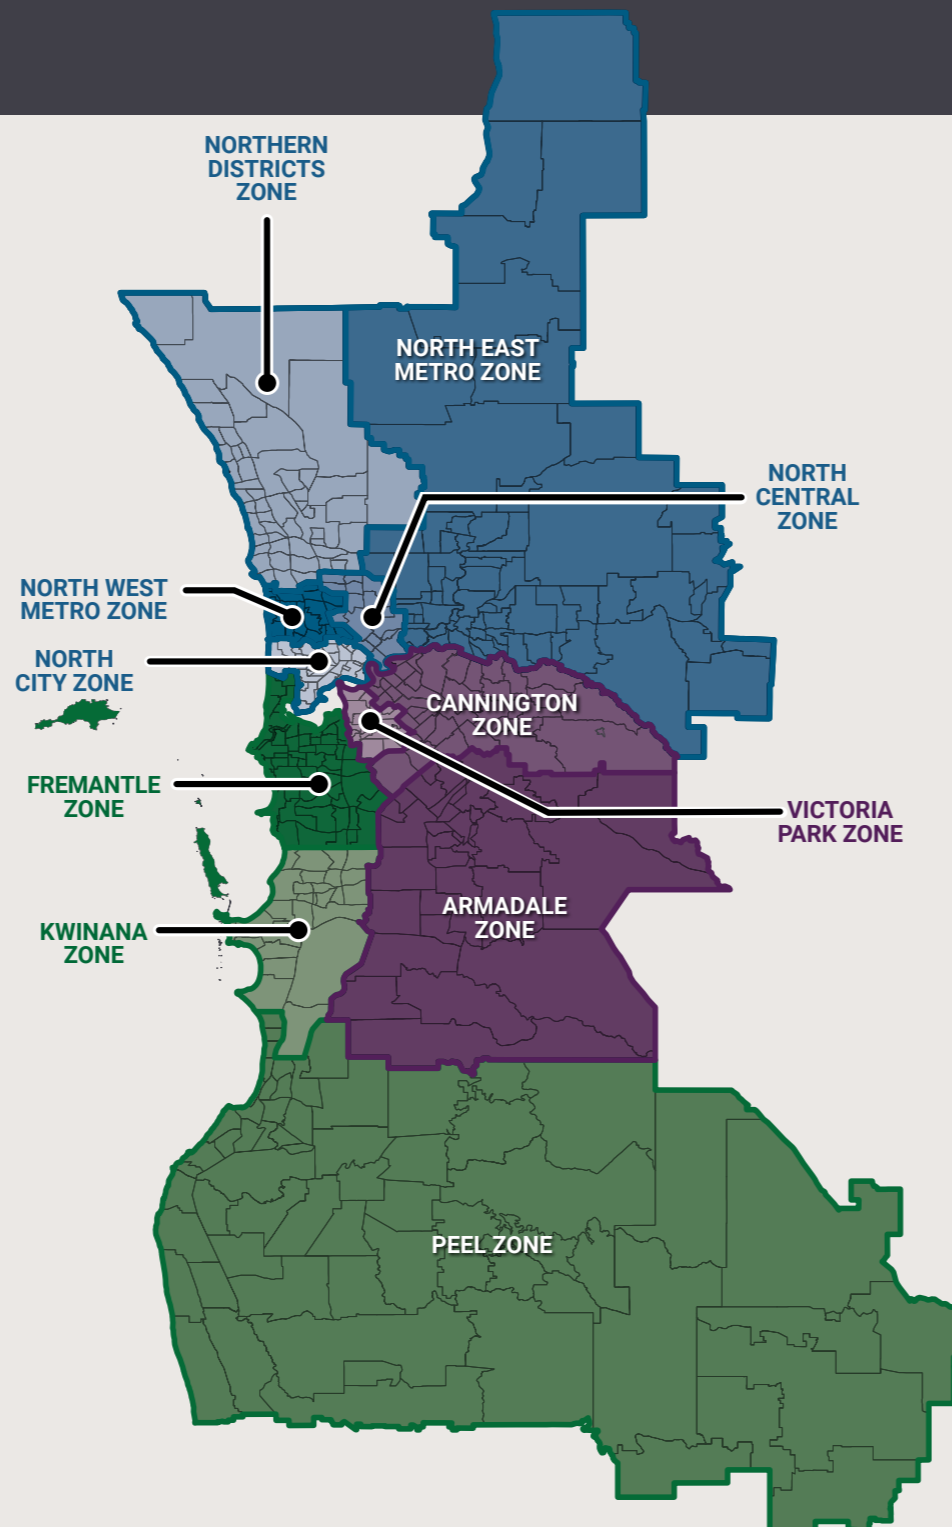 NORTHERN
DISTRICTS
ZONE
NORTH EAST
METRO ZONE
NORTH
CENTRAL
ZONE
NORTH WEST
METRO ZONE
NORTH
CITY ZONE
CANNINGTON
ZONE
FREMANTLE
ZONE
VICTORIA
PARK ZONE
ARMADALE
ZONE
KWINANA
ZONE
PEEL ZONE